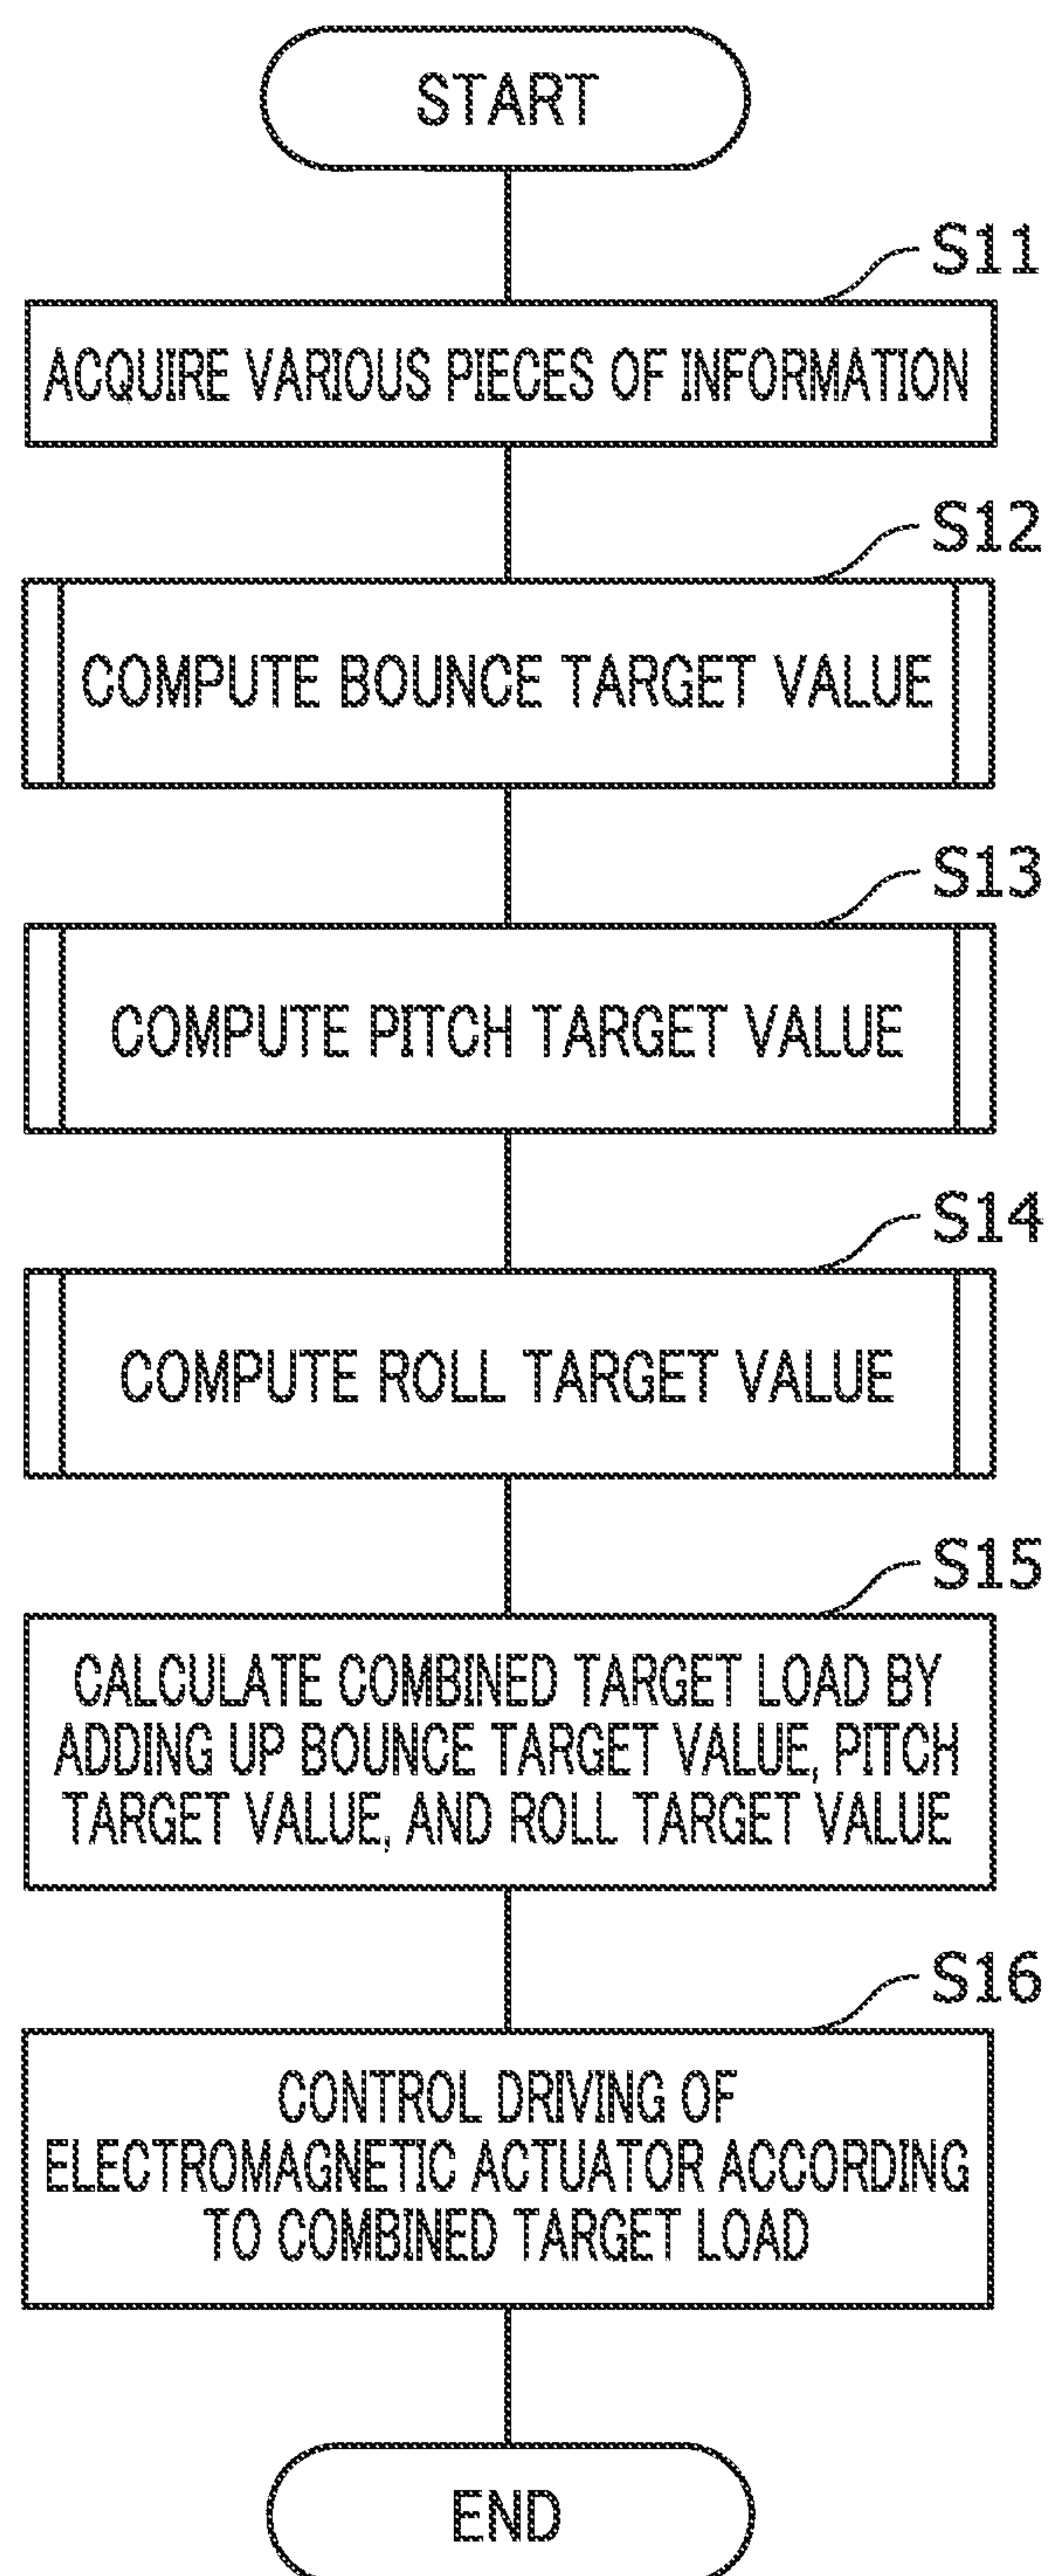 START
S11
ACQUIRE VARIOUS PIECES OF INFORMATION
S12
COMPUTE BOUNCE TARGET VALUE
S13
COMPUTE PITCH TARGET VALUE
S14
COMPUTE ROLL TARGET VALUE
S15
CALCULATE COMBINED TARGET LOAD BY
ADDING UP BOUNCE TARGET VALUE, PITCH
TARGET VALUE, AND ROLL TARGET VALUE
S16
CONTROL DRIVING OF
ELECTROMAGNETIC ACTUATOR ACCORDING
TO COMBINED TARGET LOAD
END